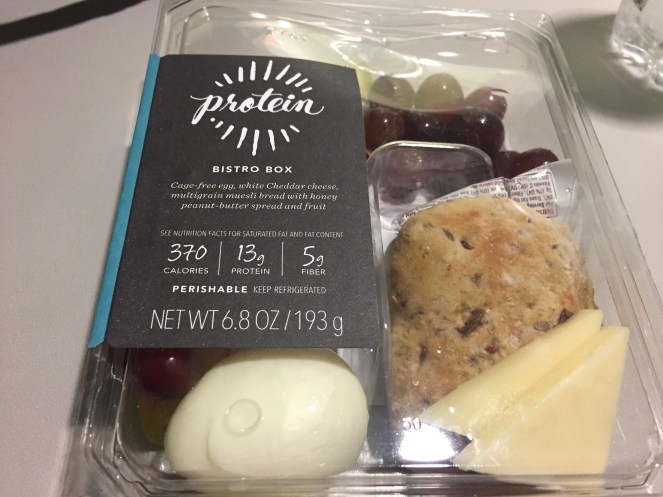 protein
BISTRO BOX
Cage-free egg, white Cheddar cheese,
multigrain muesli bread with honey
peanut-butter spread and fruit
SEE NUTRITION FACTS FOR SATURATED FAT AND FAT CONTENT
370 13g 5g
CALORIES PROTEIN FIBER
PERISHABLE KEEP REFRIGERATED
NET WT 6.8 OZ/193 g
50